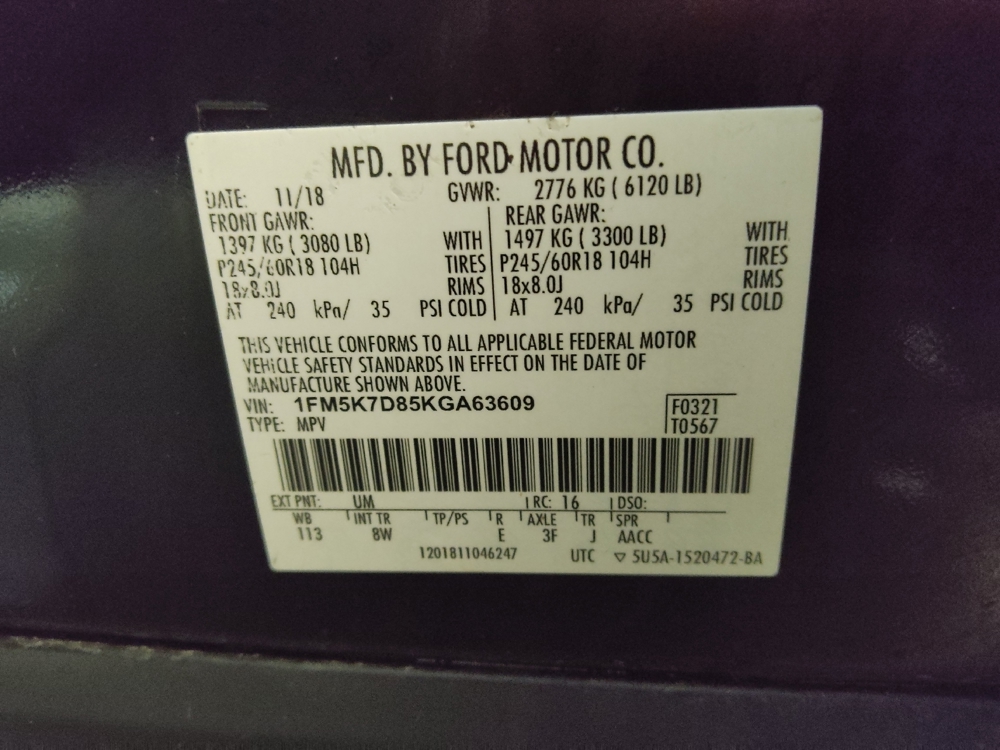 MFD. BY FORD MOTOR CO.
DATE: 11/18 GVWR: 2776 KG ( 6120 LB)
FRONT GAWR: REAR GAWR:
1397 KG ( 3080 LB) WITH 1497 KG ( 3300 LB) WITH
P245/60R18 104H TIRES P245/60R18 104H TIRES
18x8.0J RIMS 18x8.0J RIMS
AT 240 kPa/ 35 PSI COLD AT 240 kPa/ 35 PSI COLD
THIS VEHICLE CONFORMS TO ALL APPLICABLE FEDERAL MOTOR
VEHICLE SAFETY STANDARDS IN EFFECT ON THE DATE OF
MANUFACTURE SHOWN ABOVE.
VIN: 1FM5K7D85KGA63609 F0321
TYPE: MPV T0567
EXT PNT: UM RC: 16 DSO:
WB INT TR TP/PS R AXLE TR SPR
113 8W E 3F J AACC
1201811046247 UTC ▽ 5U5A-1520472-BA